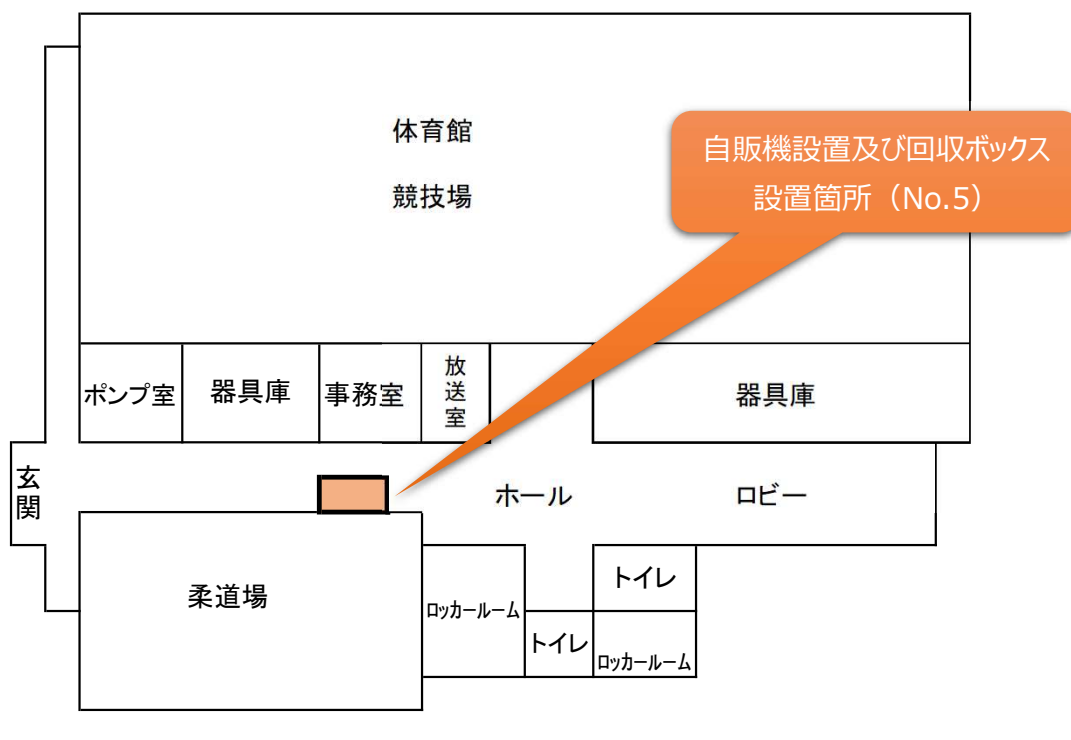 体育館
競技場
自販機設置及び回収ボックス
設置箇所（No.5）
ポンプ室
器具庫
事務室
放送室
器具庫
玄関
ホール
ロビー
柔道場
ロッカールーム
トイレ
トイレ
ロッカールーム